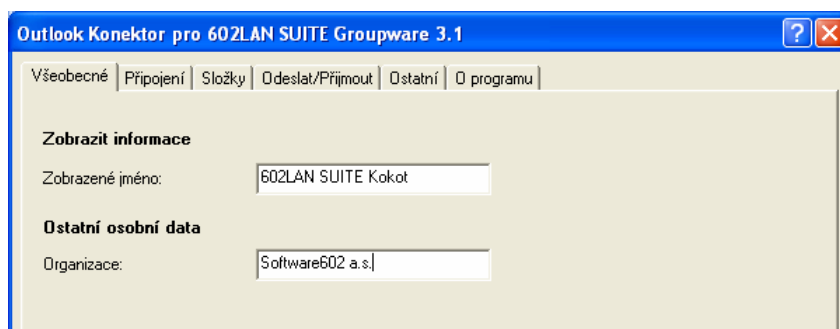 Outlook Konektor pro 602LAN SUITE Groupware 3.1
Všeobecné Připojení Složky Odeslat/Přijmout Ostatní O programu
Zobrazit informace
Zobrazené jméno: 602LAN SUITE Kokot
Ostatní osobní data
Organizace: Software602 a.s.